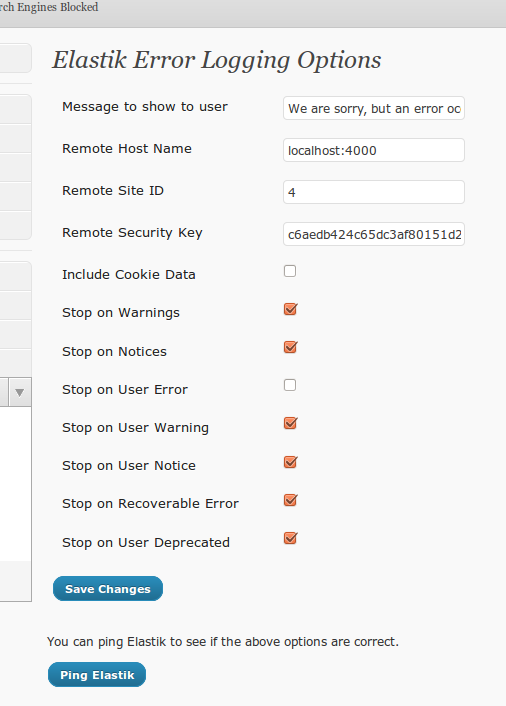 rch Engines Blocked
Elastik Error Logging Options
Message to show to user
We are sorry, but an error oc
Remote Host Name
localhost:4000
Remote Site ID
4
Remote Security Key
c6aedb424c65dc3af80151d2
Include Cookie Data
Stop on Warnings
Stop on Notices
Stop on User Error
Stop on User Warning
Stop on User Notice
Stop on Recoverable Error
Stop on User Deprecated
Save Changes
You can ping Elastik to see if the above options are correct.
Ping Elastik